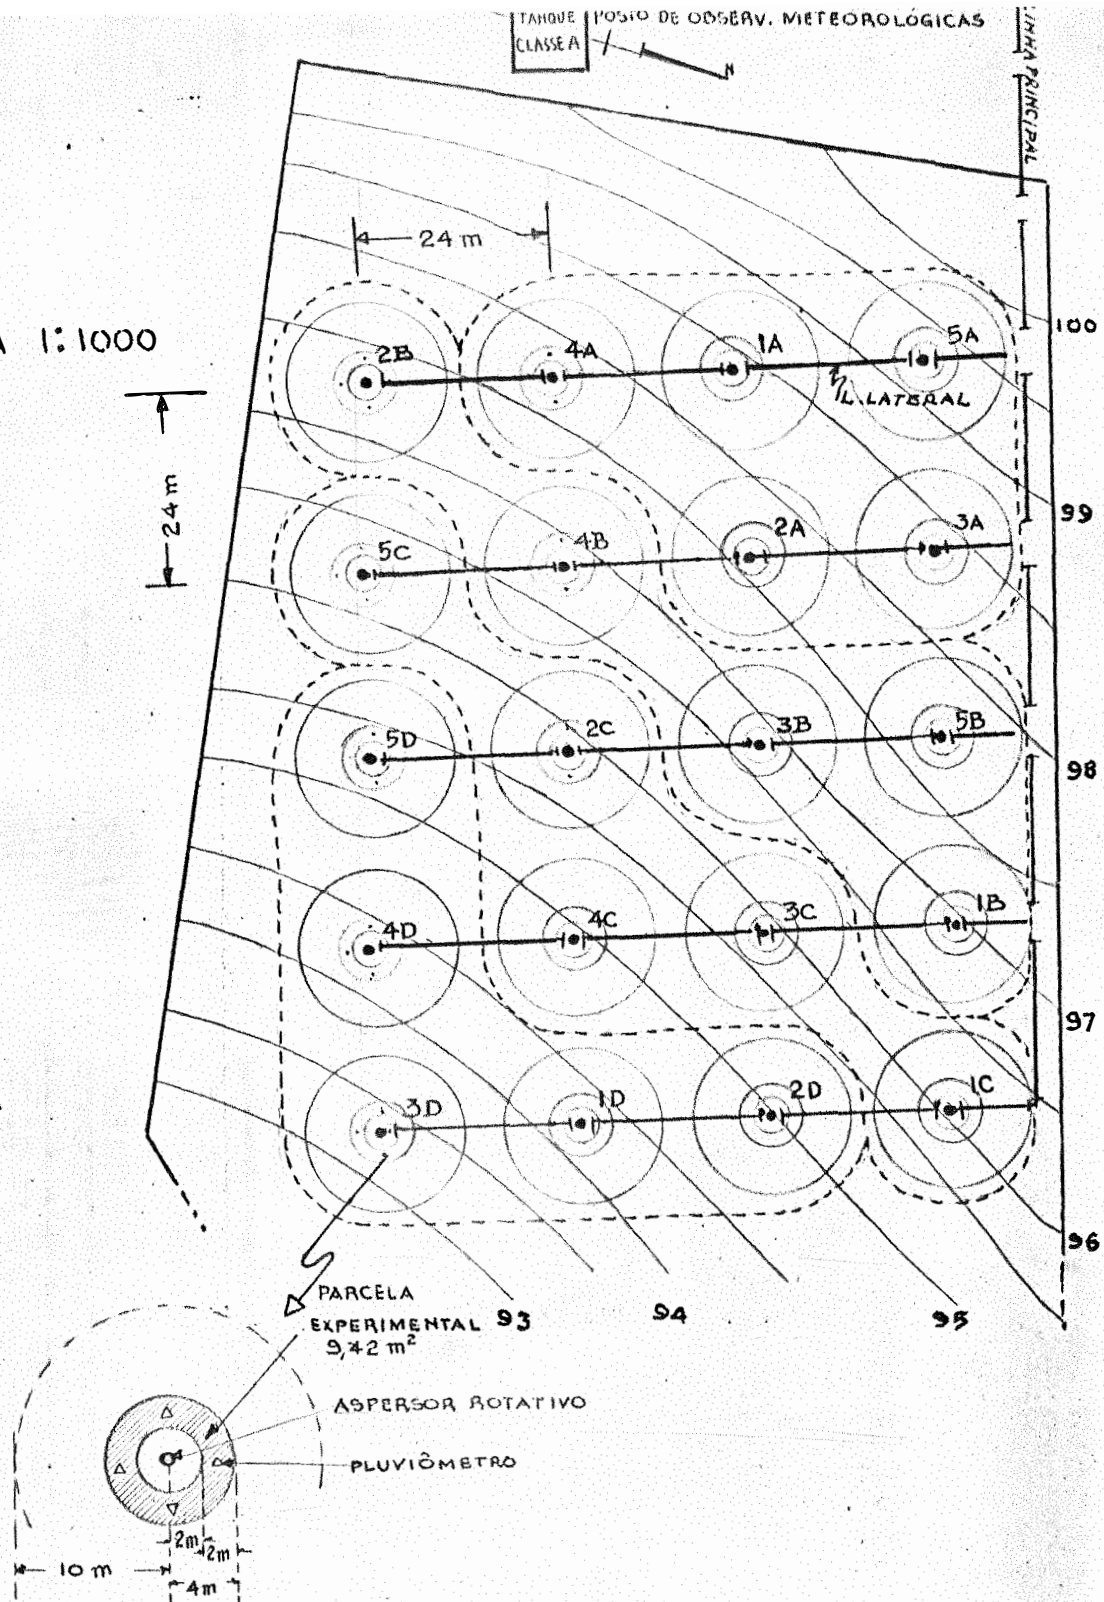 TANQUE
CLASSE A
POSTO DE OBSERV. METEOROLÓGICAS
N
LINHA PRINCIPAL
24 m
A 1:1000
24 m
2B 4A 1A 5A
L. LATERAL
5C 4B 2A 3A
5D 2C 3B 5B
4D 4C 3C 1B
3D 1D 2D 1C
100
99
98
97
96
93 94 95
PARCELA
EXPERIMENTAL
9,42 m²
ASPERSOR ROTATIVO
PLUVIÔMETRO
2m 2m
10 m
4m